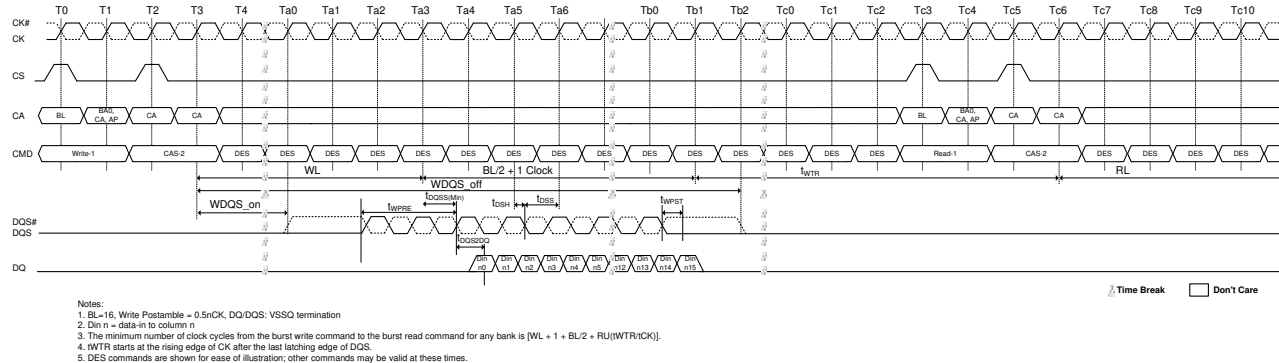 T0 T1 T2 T3 T4 Ta0 Ta1 Ta2 Ta3 Ta4 Ta5 Ta6 Tb0 Tb1 Tb2 Tc0 Tc1 Tc2 Tc3 Tc4 Tc5 Tc6 Tc7 Tc8 Tc9 Tc10
CK#
CK
CS
CA BL BA0, CA, AP CA CA BL BA0, CA, AP CA CA
CMD Write-1 CAS-2 DES DES DES DES DES DES DES DES DES DES DES DES DES DES DES Read-1 CAS-2 DES DES DES DES
WL BL/2 + 1 Clock tWTR RL
WDQS_off
WDQS_on tWPRE tDQSS(Min) tDSH tDSS tWPST
DQS#
DQS
tDQS2DQ
DQ Din n0 Din n1 Din n2 Din n3 Din n4 Din n5 Din n12 Din n13 Din n14 Din n15
Time Break Don't Care
Notes:
1. BL=16, Write Postamble = 0.5nCK, DQ/DQS: VSSQ termination
2. Din n = data-in to column n
3. The minimum number of clock cycles from the burst write command to the burst read command for any bank is [WL + 1 + BL/2 + RU(tWTR/tCK)].
4. tWTR starts at the rising edge of CK after the last latching edge of DQS.
5. DES commands are shown for ease of illustration; other commands may be valid at these times.